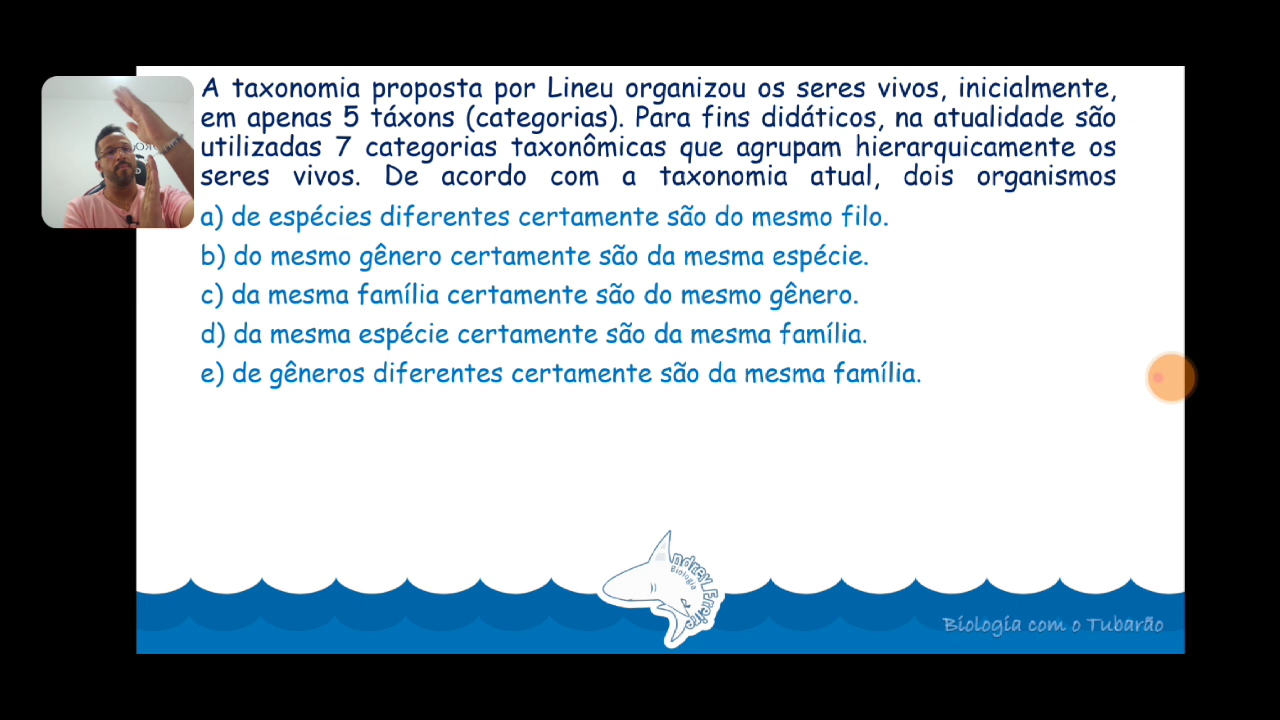 A taxonomia proposta por Lineu organizou os seres vivos, inicialmente,
em apenas 5 táxons (categorias). Para fins didáticos, na atualidade são
utilizadas 7 categorias taxonômicas que agrupam hierarquicamente os
seres vivos. De acordo com a taxonomia atual, dois organismos
a) de espécies diferentes certamente são do mesmo filo.
b) do mesmo gênero certamente são da mesma espécie.
c) da mesma família certamente são do mesmo gênero.
d) da mesma espécie certamente são da mesma família.
e) de gêneros diferentes certamente são da mesma família.
Biologia
Biologia com o Tubarão